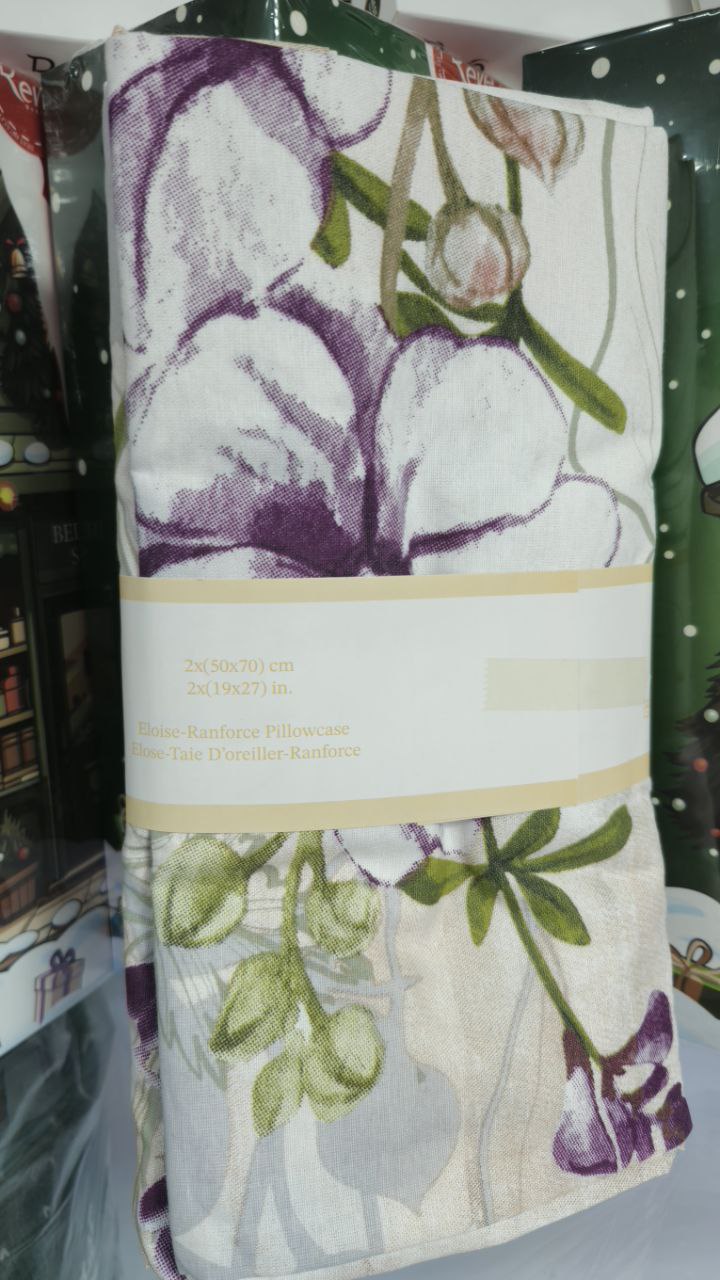 2x(50x70) cm
2x(19x27) in.
Eloise-Ranforce Pillowcase
Elose-Taie D'oreiller-Ranforce